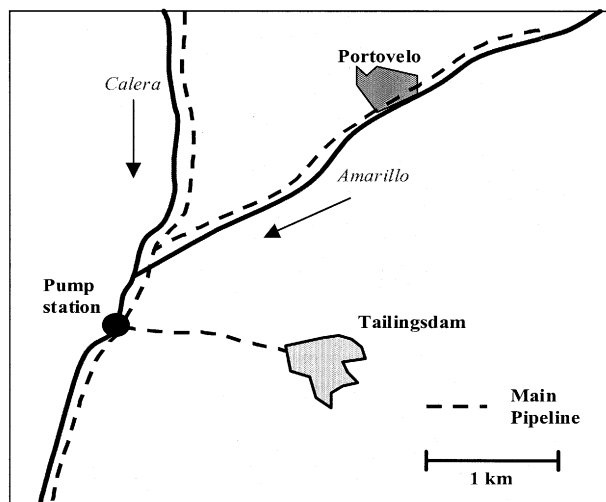 Portovelo
Calera
Amarillo
Pump
station
Tailingsdam
Main
Pipeline
1 km